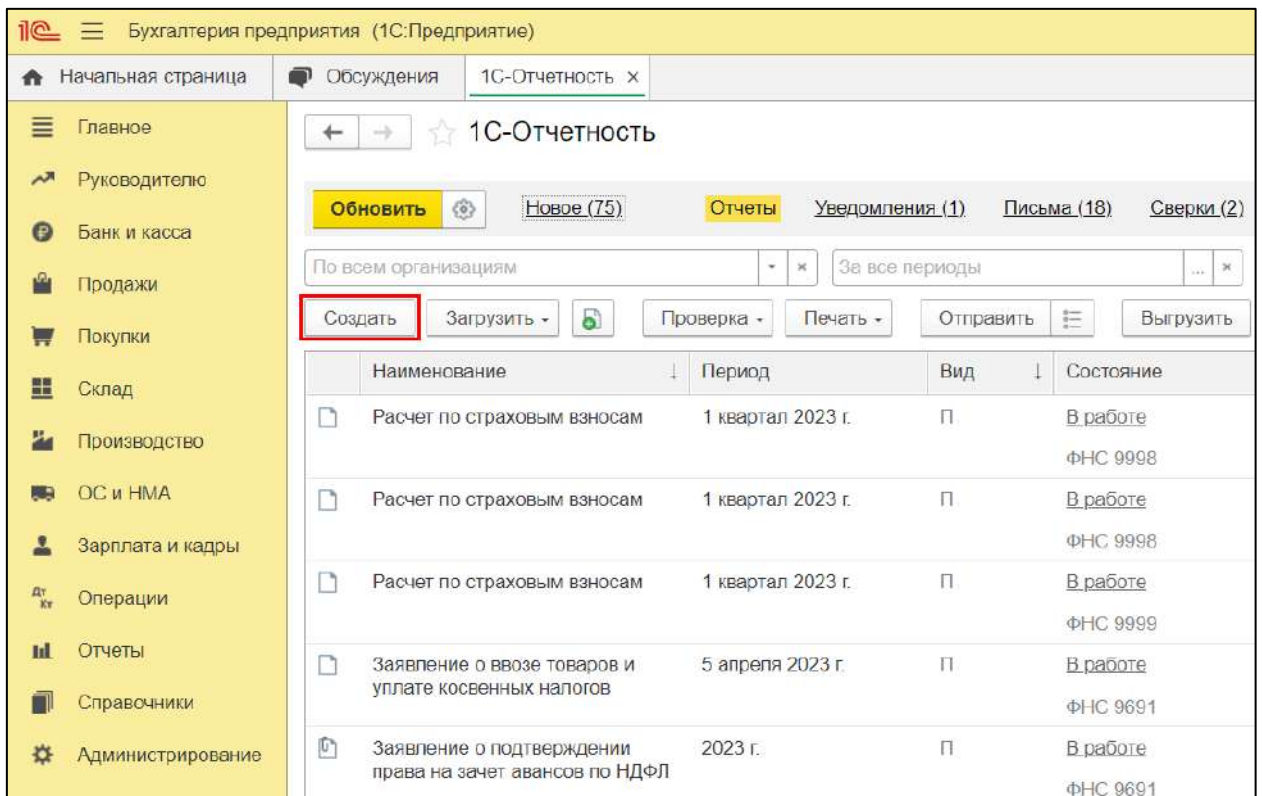 1С Бухгалтерия предприятия (1С:Предприятие)
Начальная страница Обсуждения 1С-Отчетность ×
Главное
1С-Отчетность
Руководителю
Обновить Новое (75) Отчеты Уведомления (1) Письма (18) Сверки (2)
Банк и касса
По всем организациям За все периоды ...
Продажи
Создать Загрузить Проверка Печать Отправить Выгрузить
Покупки
Наименование ↓ Период Вид ↓ Состояние
Склад
Расчет по страховым взносам 1 квартал 2023 г. П В работе
Производство
ФНС 9998
ОС и НМА
Расчет по страховым взносам 1 квартал 2023 г. П В работе
Зарплата и кадры
ФНС 9998
Дт Кт Операции
Расчет по страховым взносам 1 квартал 2023 г. П В работе
ФНС 9999
Отчеты
Заявление о ввозе товаров и 5 апреля 2023 г. П В работе
уплате косвенных налогов
Справочники
ФНС 9691
Администрирование
Заявление о подтверждении 2023 г. П В работе
права на зачет авансов по НДФЛ
ФНС 9691